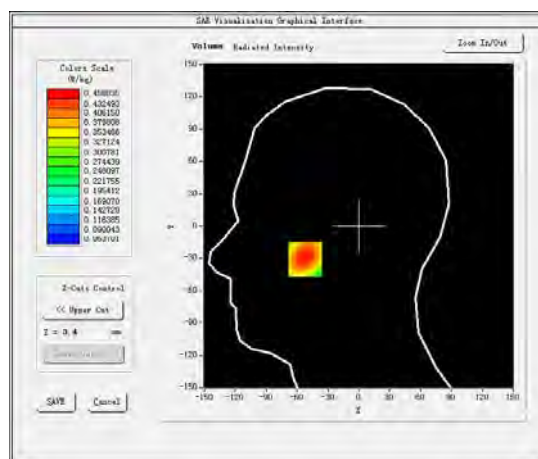 SAR Visualisation Graphical Interface
Volume Radiated Intensity
Zoom In/Out
Colors Scale
(W/kg)
0.458835
0.432493
0.406150
0.379808
0.353466
0.327124
0.300781
0.274439
0.248097
0.221755
0.195412
0.169070
0.142728
0.116385
0.090043
0.063701
150
120
90
60
30
0
-30
-60
-90
-120
-150
Y
-150 -120 -90 -60 -30 0 30 60 90 120 150
X
Z-Cuts Control
<< Upper Cut
Z = 3.4 mm
SAVE
Cancel